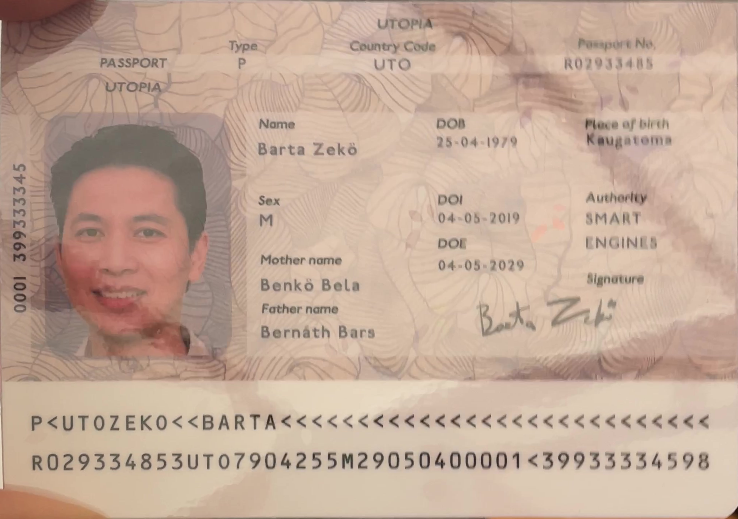 UTOPIA
Type
Country Code
Passport No.
PASSPORT
P
UTO
R02933485
UTOPIA
Name
DOB
Place of birth
Barta Zekö
25-04-1979
Kaugatoma
Sex
DOI
Authority
M
04-05-2019
SMART
DOE
ENGINES
Mother name
04-05-2029
Benkö Bela
Signature
Father name
Bernáth Bars
Barta Zekö
0001 399333345
P<UTOZEKO<<BARTA<<<<<<<<<<<<<<<<<<<<<<<<<<<<
R029334853UTO7904255M29050400001<39933334598